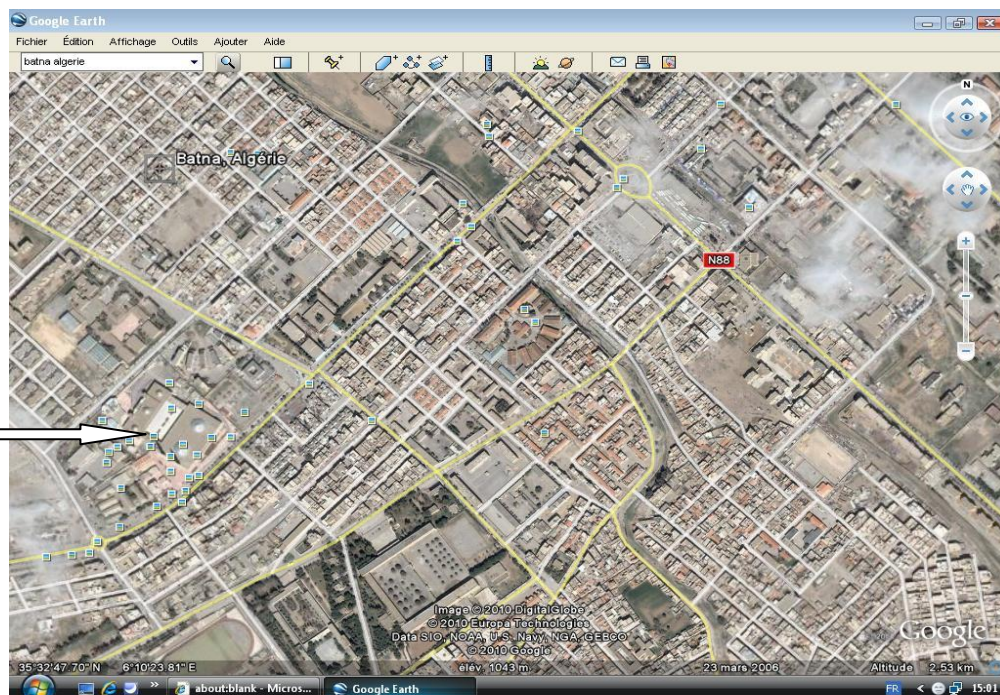 Google Earth
Fichier Édition Affichage Outils Ajouter Aide
batna algerie
N
Batna, Algérie
N88
Image © 2010 DigitalGlobe
© 2010 Europa Technologies
Data SIO, NOAA, U.S. Navy, NGA, GEBCO
© 2010 Google
Google
35°32'47.70" N 6°10'23.81" E élév. 1043 m 23 mars 2006 Altitude 2.53 km
about:blank - Micros... Google Earth FR 15:01